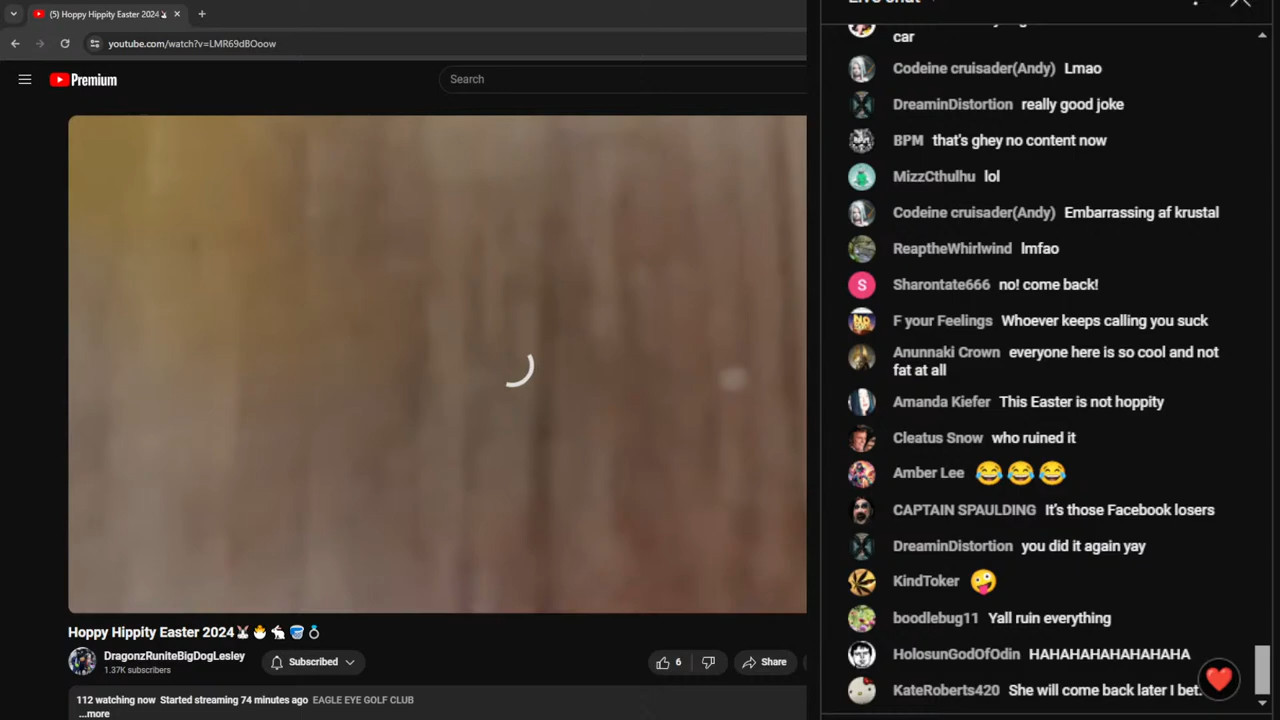 (5) Hoppy Hippity Easter 2024
youtube.com/watch?v=LMR69dBOoow
Premium
Search
car
Codeine cruisader(Andy) Lmao
DreaminDistortion really good joke
BPM that's ghey no content now
MizzCthulhu lol
Codeine cruisader(Andy) Embarrassing af krustal
ReaptheWhirlwind lmfao
Sharontate666 no! come back!
F your Feelings Whoever keeps calling you suck
Anunnaki Crown everyone here is so cool and not
fat at all
Amanda Kiefer This Easter is not hoppity
Cleatus Snow who ruined it
Amber Lee 😂😂😂
CAPTAIN SPAULDING It's those Facebook losers
DreaminDistortion you did it again yay
KindToker 🤪
boodlebug11 Yall ruin everything
HolosunGodOfOdin HAHAHAHAHAHAHA
KateRoberts420 She will come back later I bet.
Hoppy Hippity Easter 2024
DragonzRuniteBigDogLesley
1.37K subscribers
Subscribed
6
Share
112 watching now Started streaming 74 minutes ago EAGLE EYE GOLF CLUB
...more